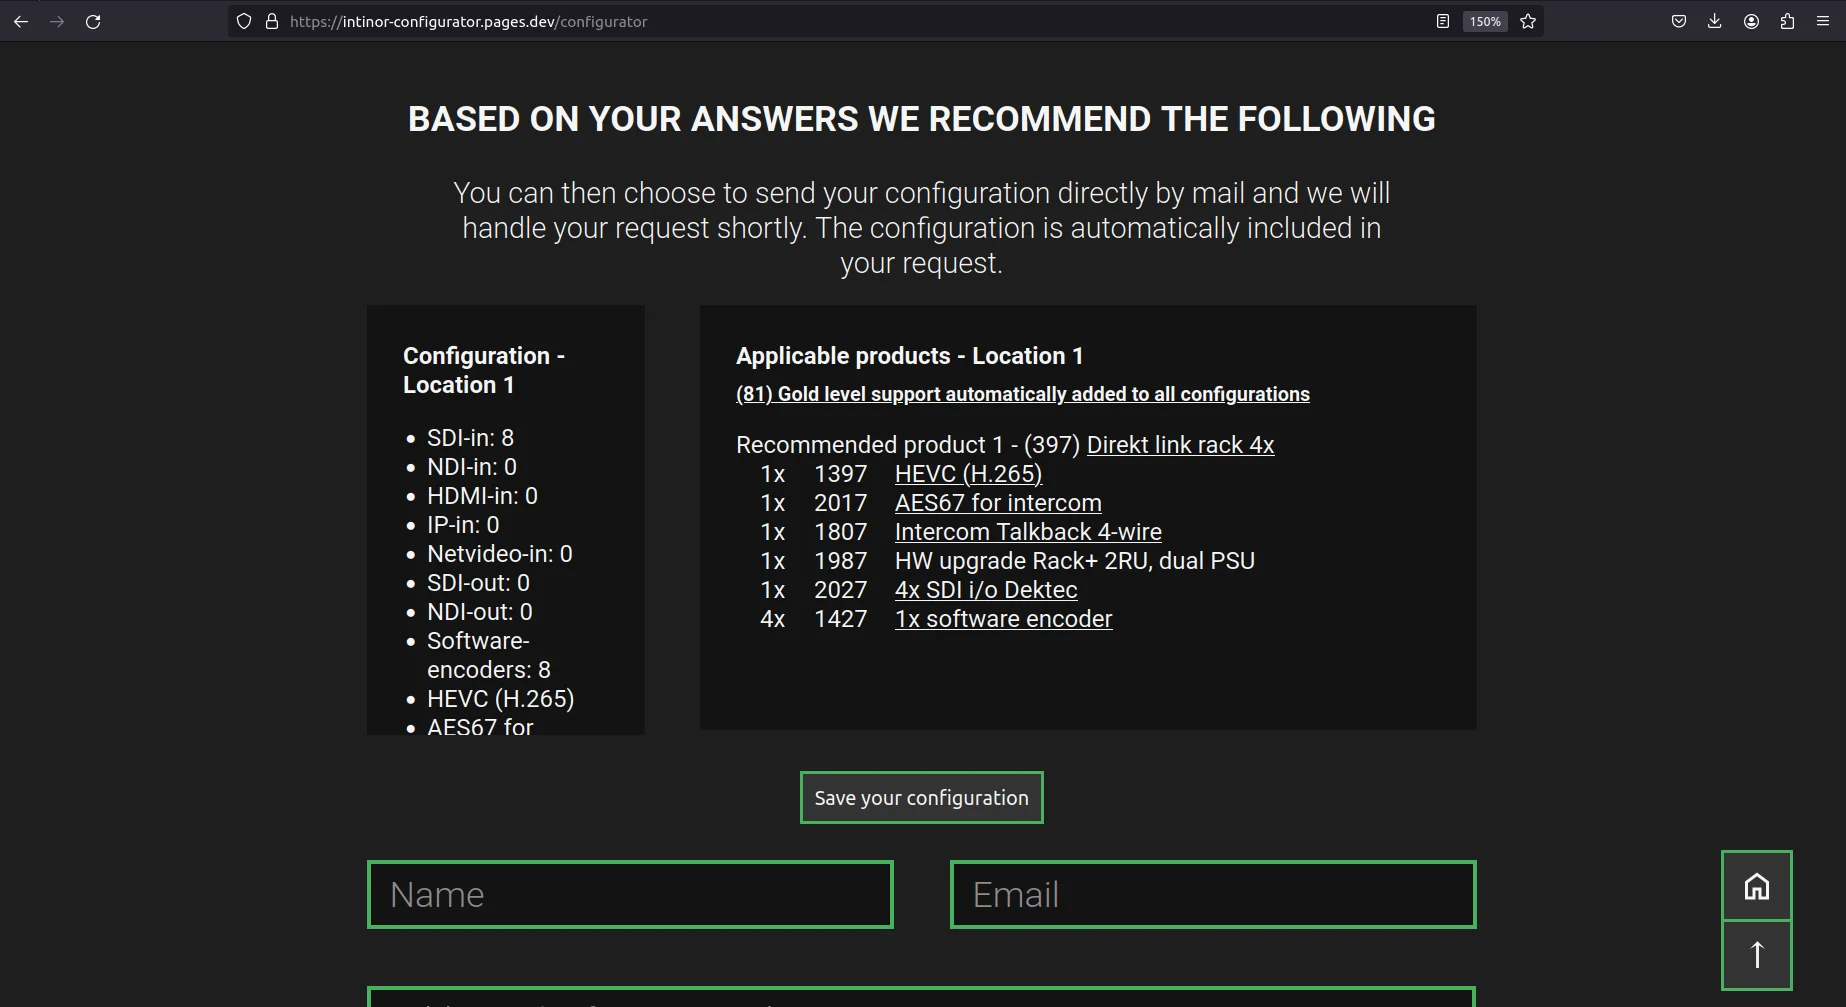 https://intinor-configurator.pages.dev/configurator
150%
BASED ON YOUR ANSWERS WE RECOMMEND THE FOLLOWING
You can then choose to send your configuration directly by mail and we will
handle your request shortly. The configuration is automatically included in
your request.
Configuration -
Location 1
• SDI-in: 8
• NDI-in: 0
• HDMI-in: 0
• IP-in: 0
• Netvideo-in: 0
• SDI-out: 0
• NDI-out: 0
• Software-
encoders: 8
• HEVC (H.265)
• AES67 for
Applicable products - Location 1
(81) Gold level support automatically added to all configurations
Recommended product 1 - (397) Direkt link rack 4x
1x 1397 HEVC (H.265)
1x 2017 AES67 for intercom
1x 1807 Intercom Talkback 4-wire
1x 1987 HW upgrade Rack+ 2RU, dual PSU
1x 2027 4x SDI i/o Dektec
4x 1427 1x software encoder
Save your configuration
Name
Email